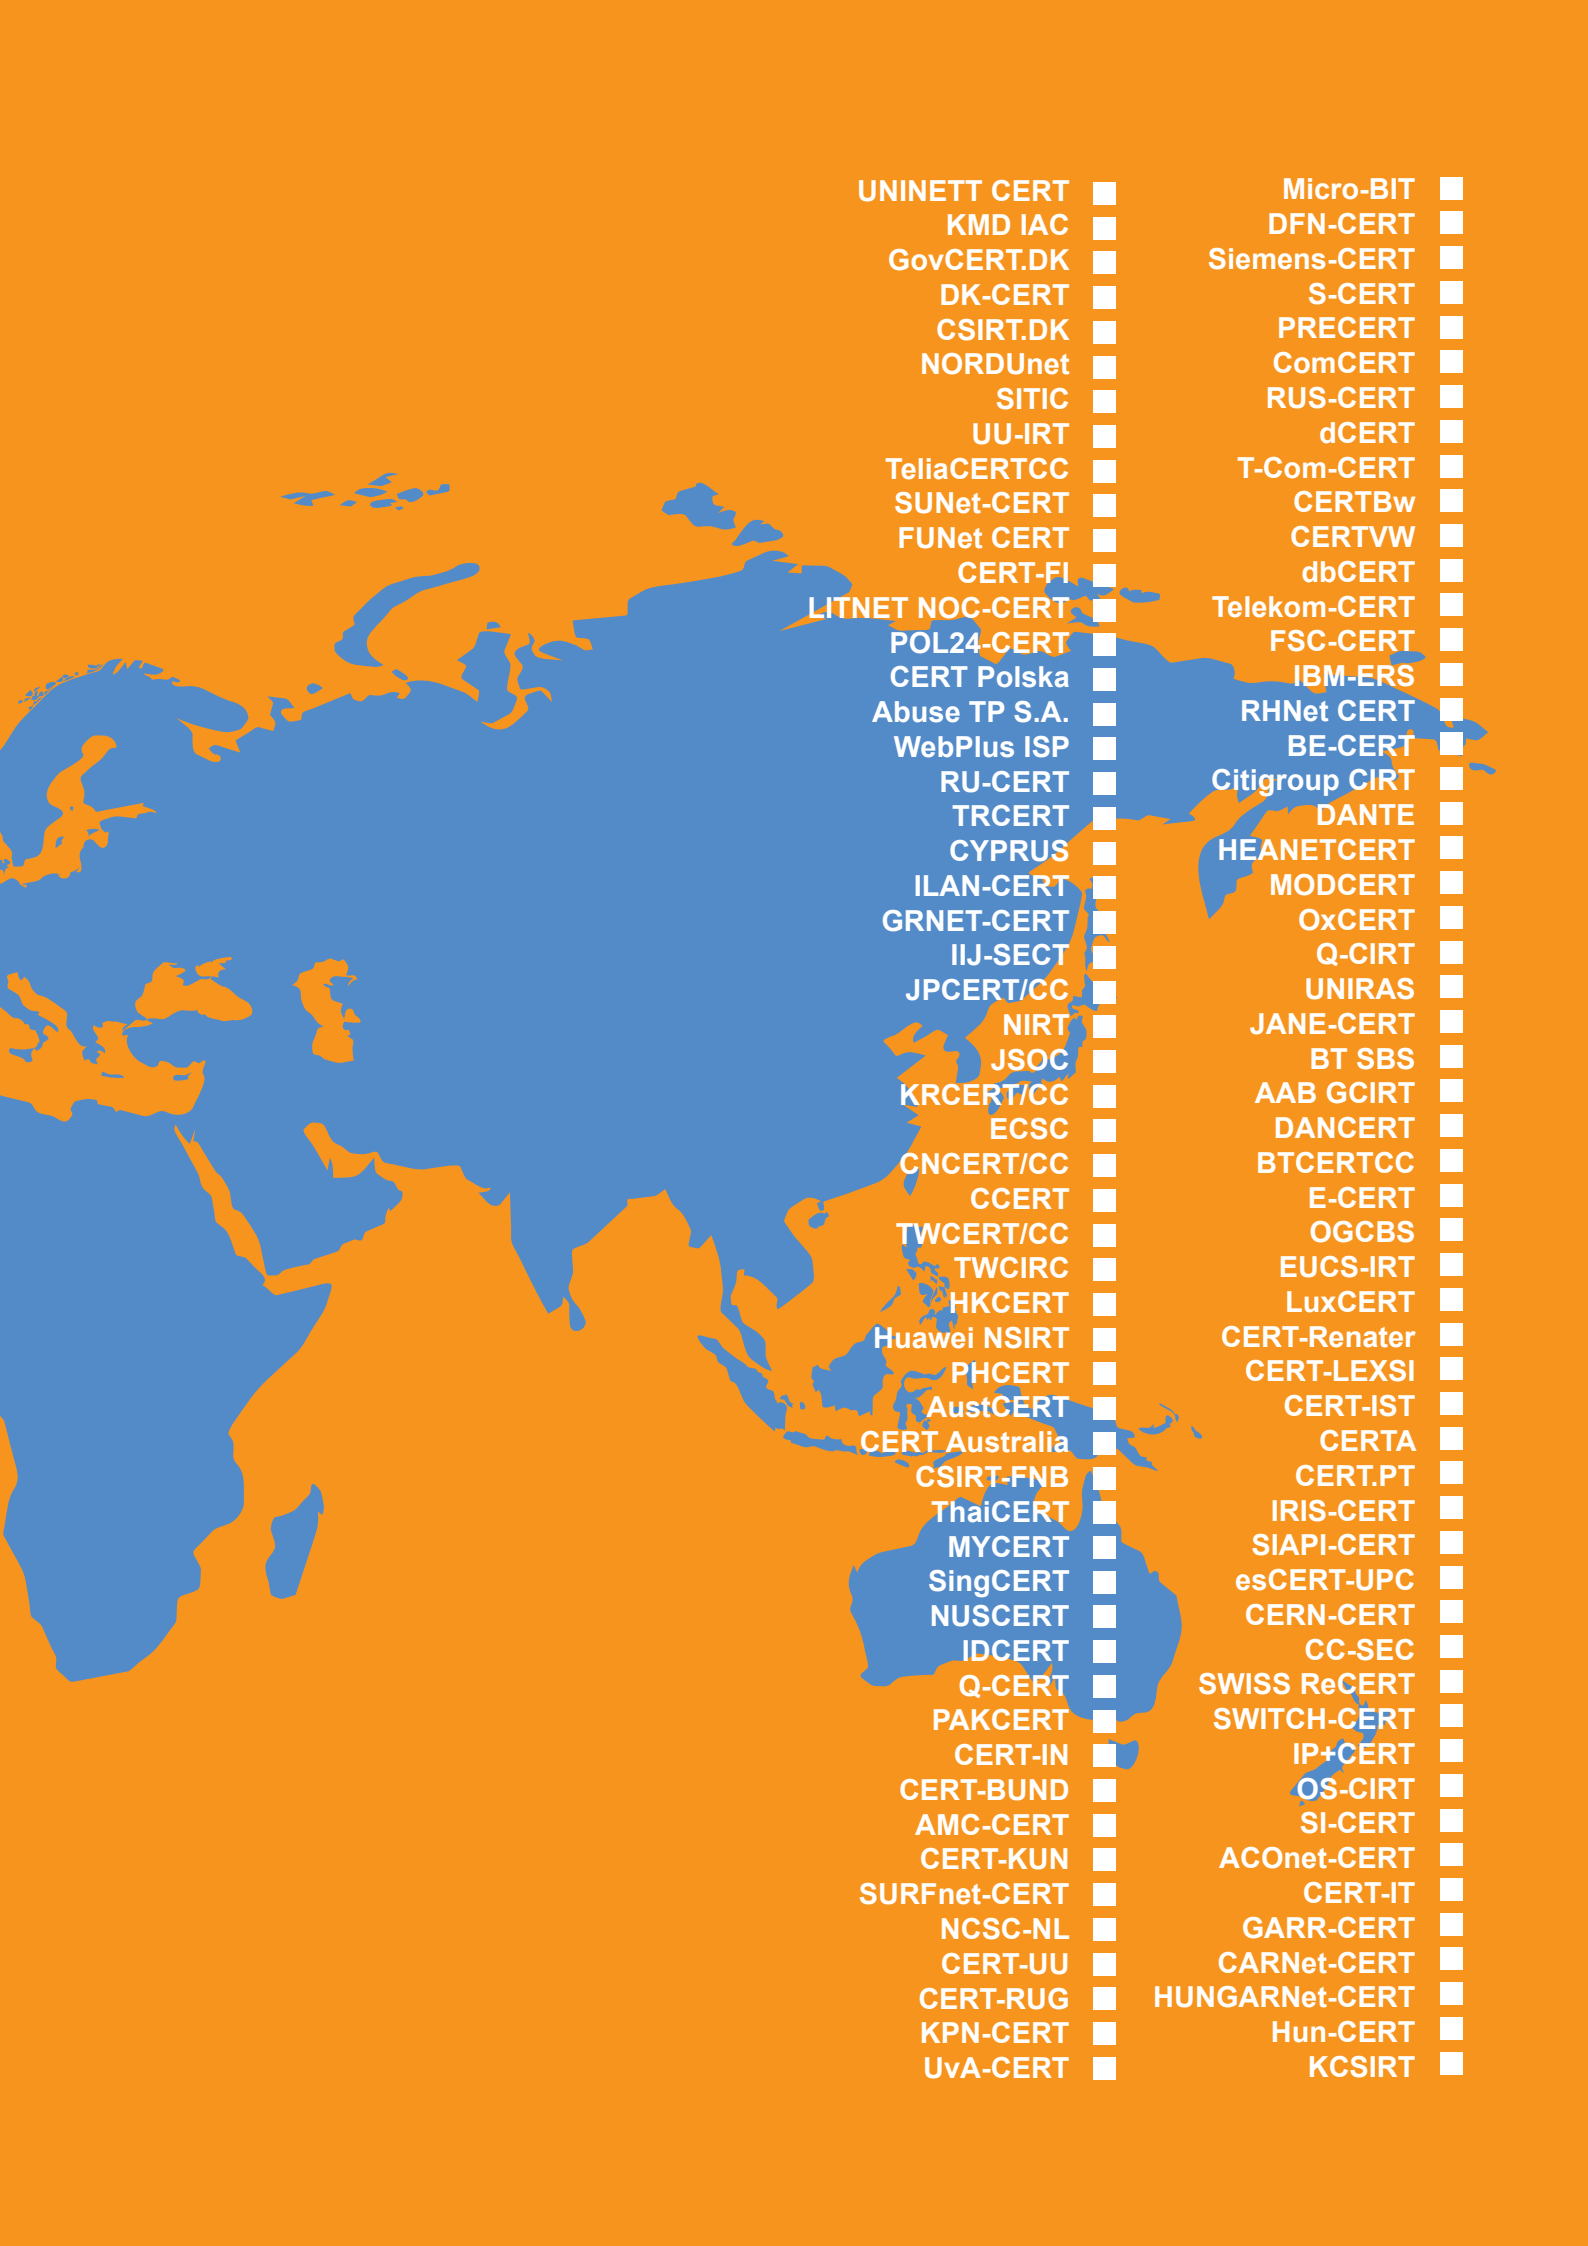 UNINETT CERT
KMD IAC
GovCERT.DK
DK-CERT
CSIRT.DK
NORDUnet
SITIC
UU-IRT
TeliaCERTCC
SUNet-CERT
FUNet CERT
CERT-FI
LITNET NOC-CERT
POL24-CERT
CERT Polska
Abuse TP S.A.
WebPlus ISP
RU-CERT
TRCERT
CYPRUS
ILAN-CERT
GRNET-CERT
IIJ-SECT
JPCERT/CC
NIRT
JSOC
KRCERT/CC
ECSC
CNCERT/CC
CCERT
TWCERT/CC
TWCIRC
HKCERT
Huawei NSIRT
PHCERT
AustCERT
CERT Australia
CSIRT-FNB
ThaiCERT
MYCERT
SingCERT
NUSCERT
IDCERT
Q-CERT
PAKCERT
CERT-IN
CERT-BUND
AMC-CERT
CERT-KUN
SURFnet-CERT
NCSC-NL
CERT-UU
CERT-RUG
KPN-CERT
UvA-CERT
Micro-BIT
DFN-CERT
Siemens-CERT
S-CERT
PRECERT
ComCERT
RUS-CERT
dCERT
T-Com-CERT
CERTBw
CERTVW
dbCERT
Telekom-CERT
FSC-CERT
IBM-ERS
RHNet CERT
BE-CERT
Citigroup CIRT
DANTE
HEANETCERT
MODCERT
OxCERT
Q-CIRT
UNIRAS
JANE-CERT
BT SBS
AAB GCIRT
DANCERT
BTCERTCC
E-CERT
OGCBS
EUCS-IRT
LuxCERT
CERT-Renater
CERT-LEXSI
CERT-IST
CERTA
CERT.PT
IRIS-CERT
SIAPI-CERT
esCERT-UPC
CERN-CERT
CC-SEC
SWISS ReCERT
SWITCH-CERT
IP+CERT
OS-CIRT
SI-CERT
ACOnet-CERT
CERT-IT
GARR-CERT
CARNet-CERT
HUNGARNet-CERT
Hun-CERT
KCSIRT